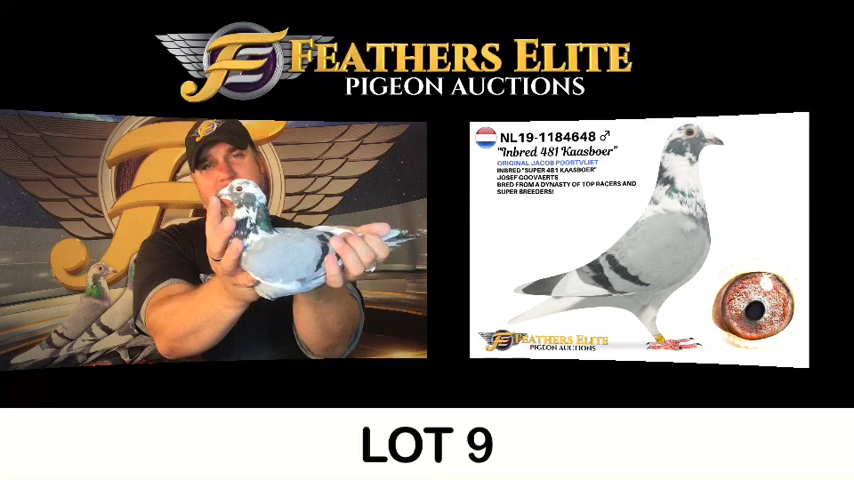 FEATHERS ELITE
PIGEON AUCTIONS
NL19-1184648 ♂
"Inbred 481 Kaasboer"
ORIGINAL JACOB POORTVLIET
INBRED "SUPER 481 KAASBOER"
JOSEF GOOVAERTS
BRED FROM A DYNASTY OF TOP RACERS AND
SUPER BREEDERS!
FEATHERS ELITE
PIGEON AUCTIONS
LOT 9